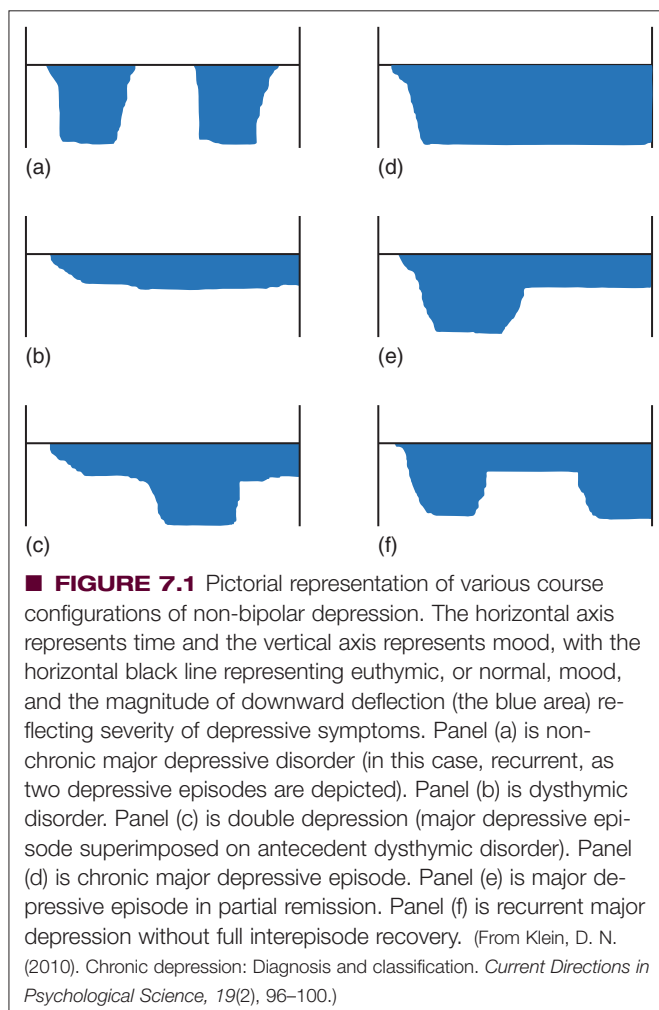 (a)
(d)
(b)
(e)
(c)
(f)
■ FIGURE 7.1 Pictorial representation of various course
configurations of non-bipolar depression. The horizontal axis
represents time and the vertical axis represents mood, with the
horizontal black line representing euthymic, or normal, mood,
and the magnitude of downward deflection (the blue area) re-
flecting severity of depressive symptoms. Panel (a) is non-
chronic major depressive disorder (in this case, recurrent, as
two depressive episodes are depicted). Panel (b) is dysthymic
disorder. Panel (c) is double depression (major depressive epi-
sode superimposed on antecedent dysthymic disorder). Panel
(d) is chronic major depressive episode. Panel (e) is major de-
pressive episode in partial remission. Panel (f) is recurrent major
depression without full interepisode recovery. (From Klein, D. N.
(2010). Chronic depression: Diagnosis and classification. Current Directions in
Psychological Science, 19(2), 96–100.)